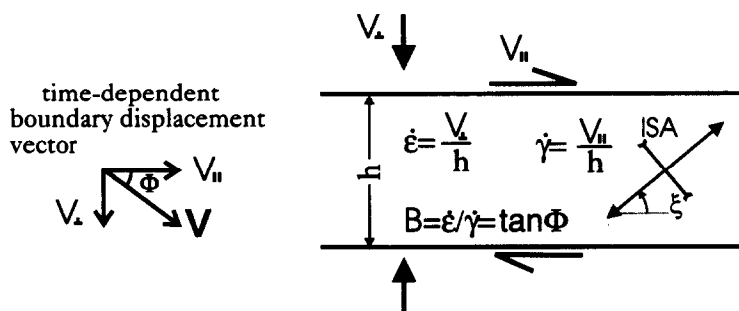 time-dependent
boundary displacement
vector
V⊥
V||
Φ
V
V⊥
V||
h
ε̇=V⊥/h
γ̇=V||/h
ISA
ξ
B=ε̇/γ̇=tanΦ